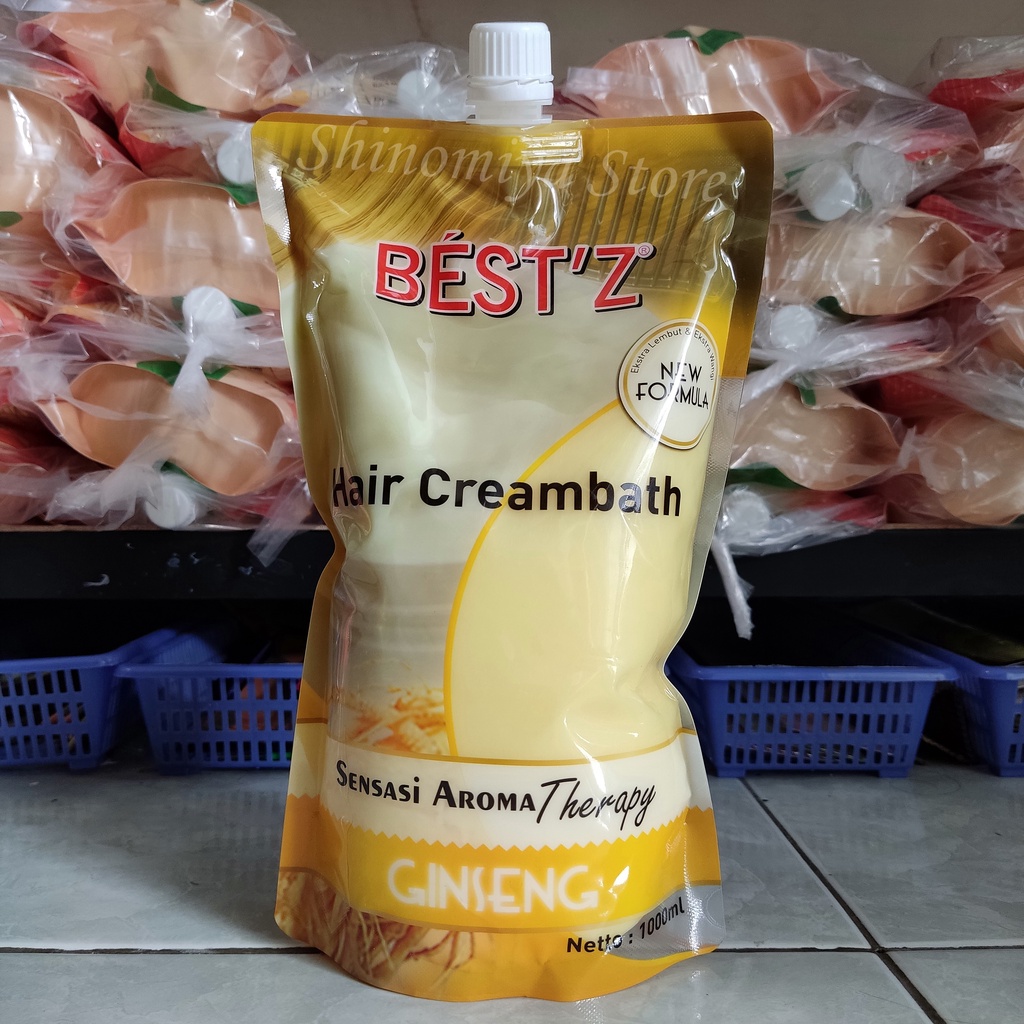 Shinomiya Store
BÉST'Z®
Ekstra Lembut & Ekstra Wangi
NEW
FORMULA
Hair Creambath
SENSASi AROMA Therapy
GINSENG
Netto : 1000ml